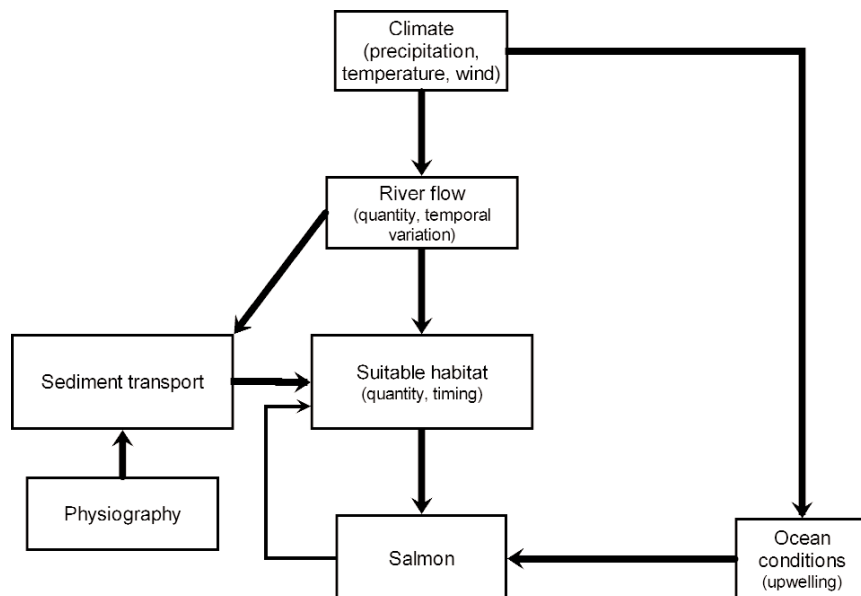 Climate
(precipitation,
temperature, wind)
River flow
(quantity, temporal
variation)
Sediment transport
Suitable habitat
(quantity, timing)
Physiography
Salmon
Ocean
conditions
(upwelling)